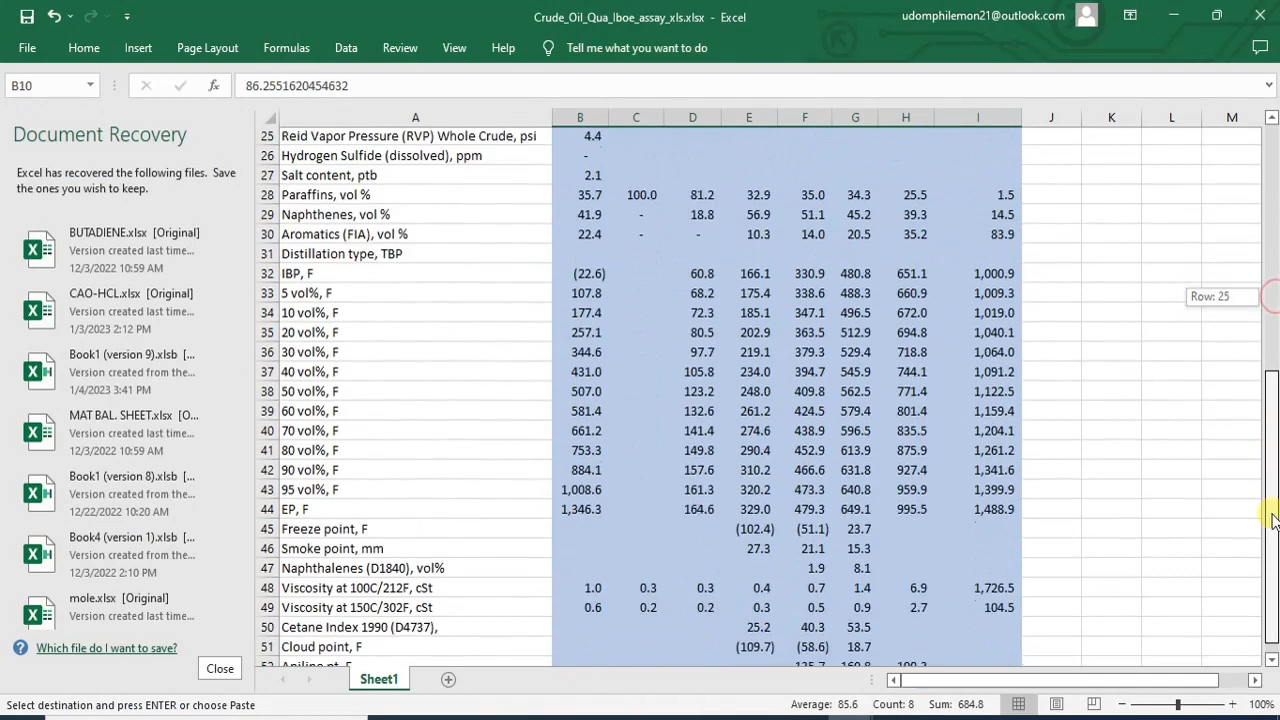 Crude_Oil_Qua_Iboe_assay_xls.xlsx - Excel
udomphilemon21@outlook.com
File Home Insert Page Layout Formulas Data Review View Help Tell me what you want to do
B10 fx 86.2551620454632
Document Recovery
Excel has recovered the following files. Save
the ones you wish to keep.
BUTADIENE.xlsx [Original]
Version created last time...
12/3/2022 10:59 AM
CAO-HCL.xlsx [Original]
Version created last time...
1/3/2023 2:12 PM
Book1 (version 9).xlsb [...
Version created from the...
1/4/2023 3:41 PM
MAT BAL. SHEET.xlsx [O...
Version created last time...
12/3/2022 10:59 AM
Book1 (version 8).xlsb [...
Version created from the...
12/22/2022 10:20 AM
Book4 (version 1).xlsb [...
Version created from the...
12/3/2022 2:10 PM
mole.xlsx [Original]
Version created last time...
Which file do I want to save?
Close
A B C D E F G H I J K L M
25 Reid Vapor Pressure (RVP) Whole Crude, psi 4.4
26 Hydrogen Sulfide (dissolved), ppm -
27 Salt content, ptb 2.1
28 Paraffins, vol % 35.7 100.0 81.2 32.9 35.0 34.3 25.5 1.5
29 Naphthenes, vol % 41.9 - 18.8 56.9 51.1 45.2 39.3 14.5
30 Aromatics (FIA), vol % 22.4 - - 10.3 14.0 20.5 35.2 83.9
31 Distillation type, TBP
32 IBP, F (22.6) 60.8 166.1 330.9 480.8 651.1 1,000.9
33 5 vol%, F 107.8 68.2 175.4 338.6 488.3 660.9 1,009.3
34 10 vol%, F 177.4 72.3 185.1 347.1 496.5 672.0 1,019.0
35 20 vol%, F 257.1 80.5 202.9 363.5 512.9 694.8 1,040.1
36 30 vol%, F 344.6 97.7 219.1 379.3 529.4 718.8 1,064.0
37 40 vol%, F 431.0 105.8 234.0 394.7 545.9 744.1 1,091.2
38 50 vol%, F 507.0 123.2 248.0 409.8 562.5 771.4 1,122.5
39 60 vol%, F 581.4 132.6 261.2 424.5 579.4 801.4 1,159.4
40 70 vol%, F 661.2 141.4 274.6 438.9 596.5 835.5 1,204.1
41 80 vol%, F 753.3 149.8 290.4 452.9 613.9 875.9 1,261.2
42 90 vol%, F 884.1 157.6 310.2 466.6 631.8 927.4 1,341.6
43 95 vol%, F 1,008.6 161.3 320.2 473.3 640.8 959.9 1,399.9
44 EP, F 1,346.3 164.6 329.0 479.3 649.1 995.5 1,488.9
45 Freeze point, F (102.4) (51.1) 23.7
46 Smoke point, mm 27.3 21.1 15.3
47 Naphthalenes (D1840), vol% 1.9 8.1
48 Viscosity at 100C/212F, cSt 1.0 0.3 0.3 0.4 0.7 1.4 6.9 1,726.5
49 Viscosity at 150C/302F, cSt 0.6 0.2 0.2 0.3 0.5 0.9 2.7 104.5
50 Cetane Index 1990 (D4737), 25.2 40.3 53.5
51 Cloud point, F (109.7) (58.6) 18.7
Row: 25
Sheet1
Select destination and press ENTER or choose Paste
Average: 85.6 Count: 8 Sum: 684.8
100%